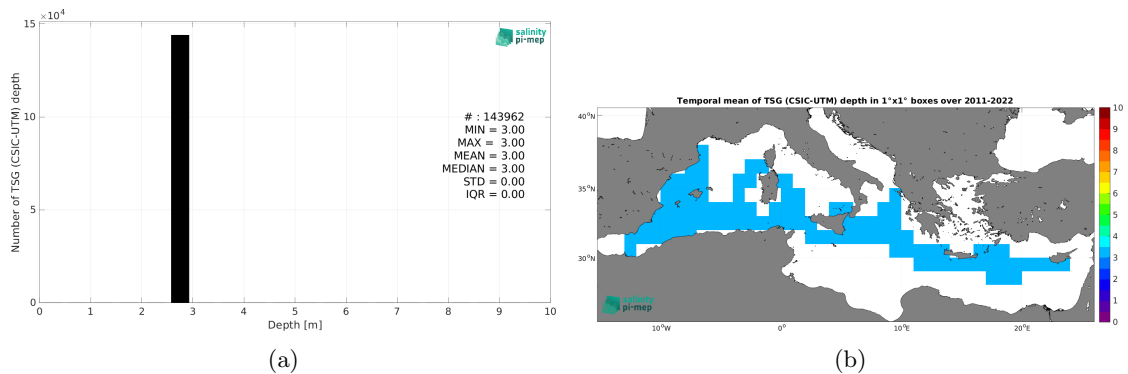 ×10⁴
15
10
5
0
0 1 2 3 4 5 6 7 8 9 10
Number of TSG (CSIC-UTM) depth
Depth [m]
salinity
pi-mep
# : 143962
MIN = 3.00
MAX = 3.00
MEAN = 3.00
MEDIAN = 3.00
STD = 0.00
IQR = 0.00
(a)
Temporal mean of TSG (CSIC-UTM) depth in 1°x1° boxes over 2011-2022
40°N
35°N
30°N
10°W 0° 10°E 20°E
salinity
pi-mep
10
9
8
7
6
5
4
3
2
1
0
(b)